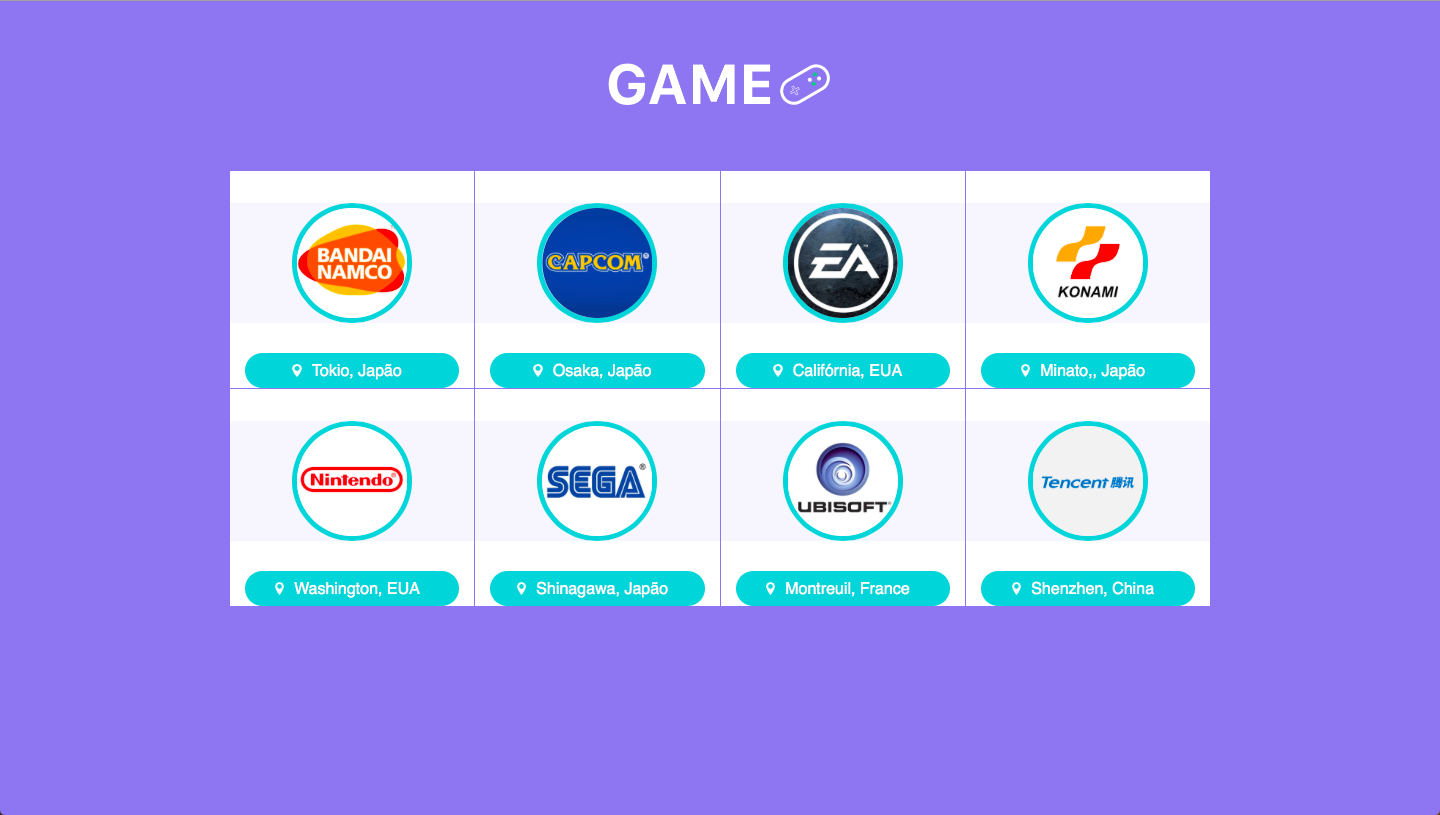 GAME
BANDAI
NAMCO
CAPCOM
EA
KONAMI
Tokio, Japão
Osaka, Japão
Califórnia, EUA
Minato,, Japão
Nintendo
SEGA
UBISOFT
Tencent 腾讯
Washington, EUA
Shinagawa, Japão
Montreuil, France
Shenzhen, China